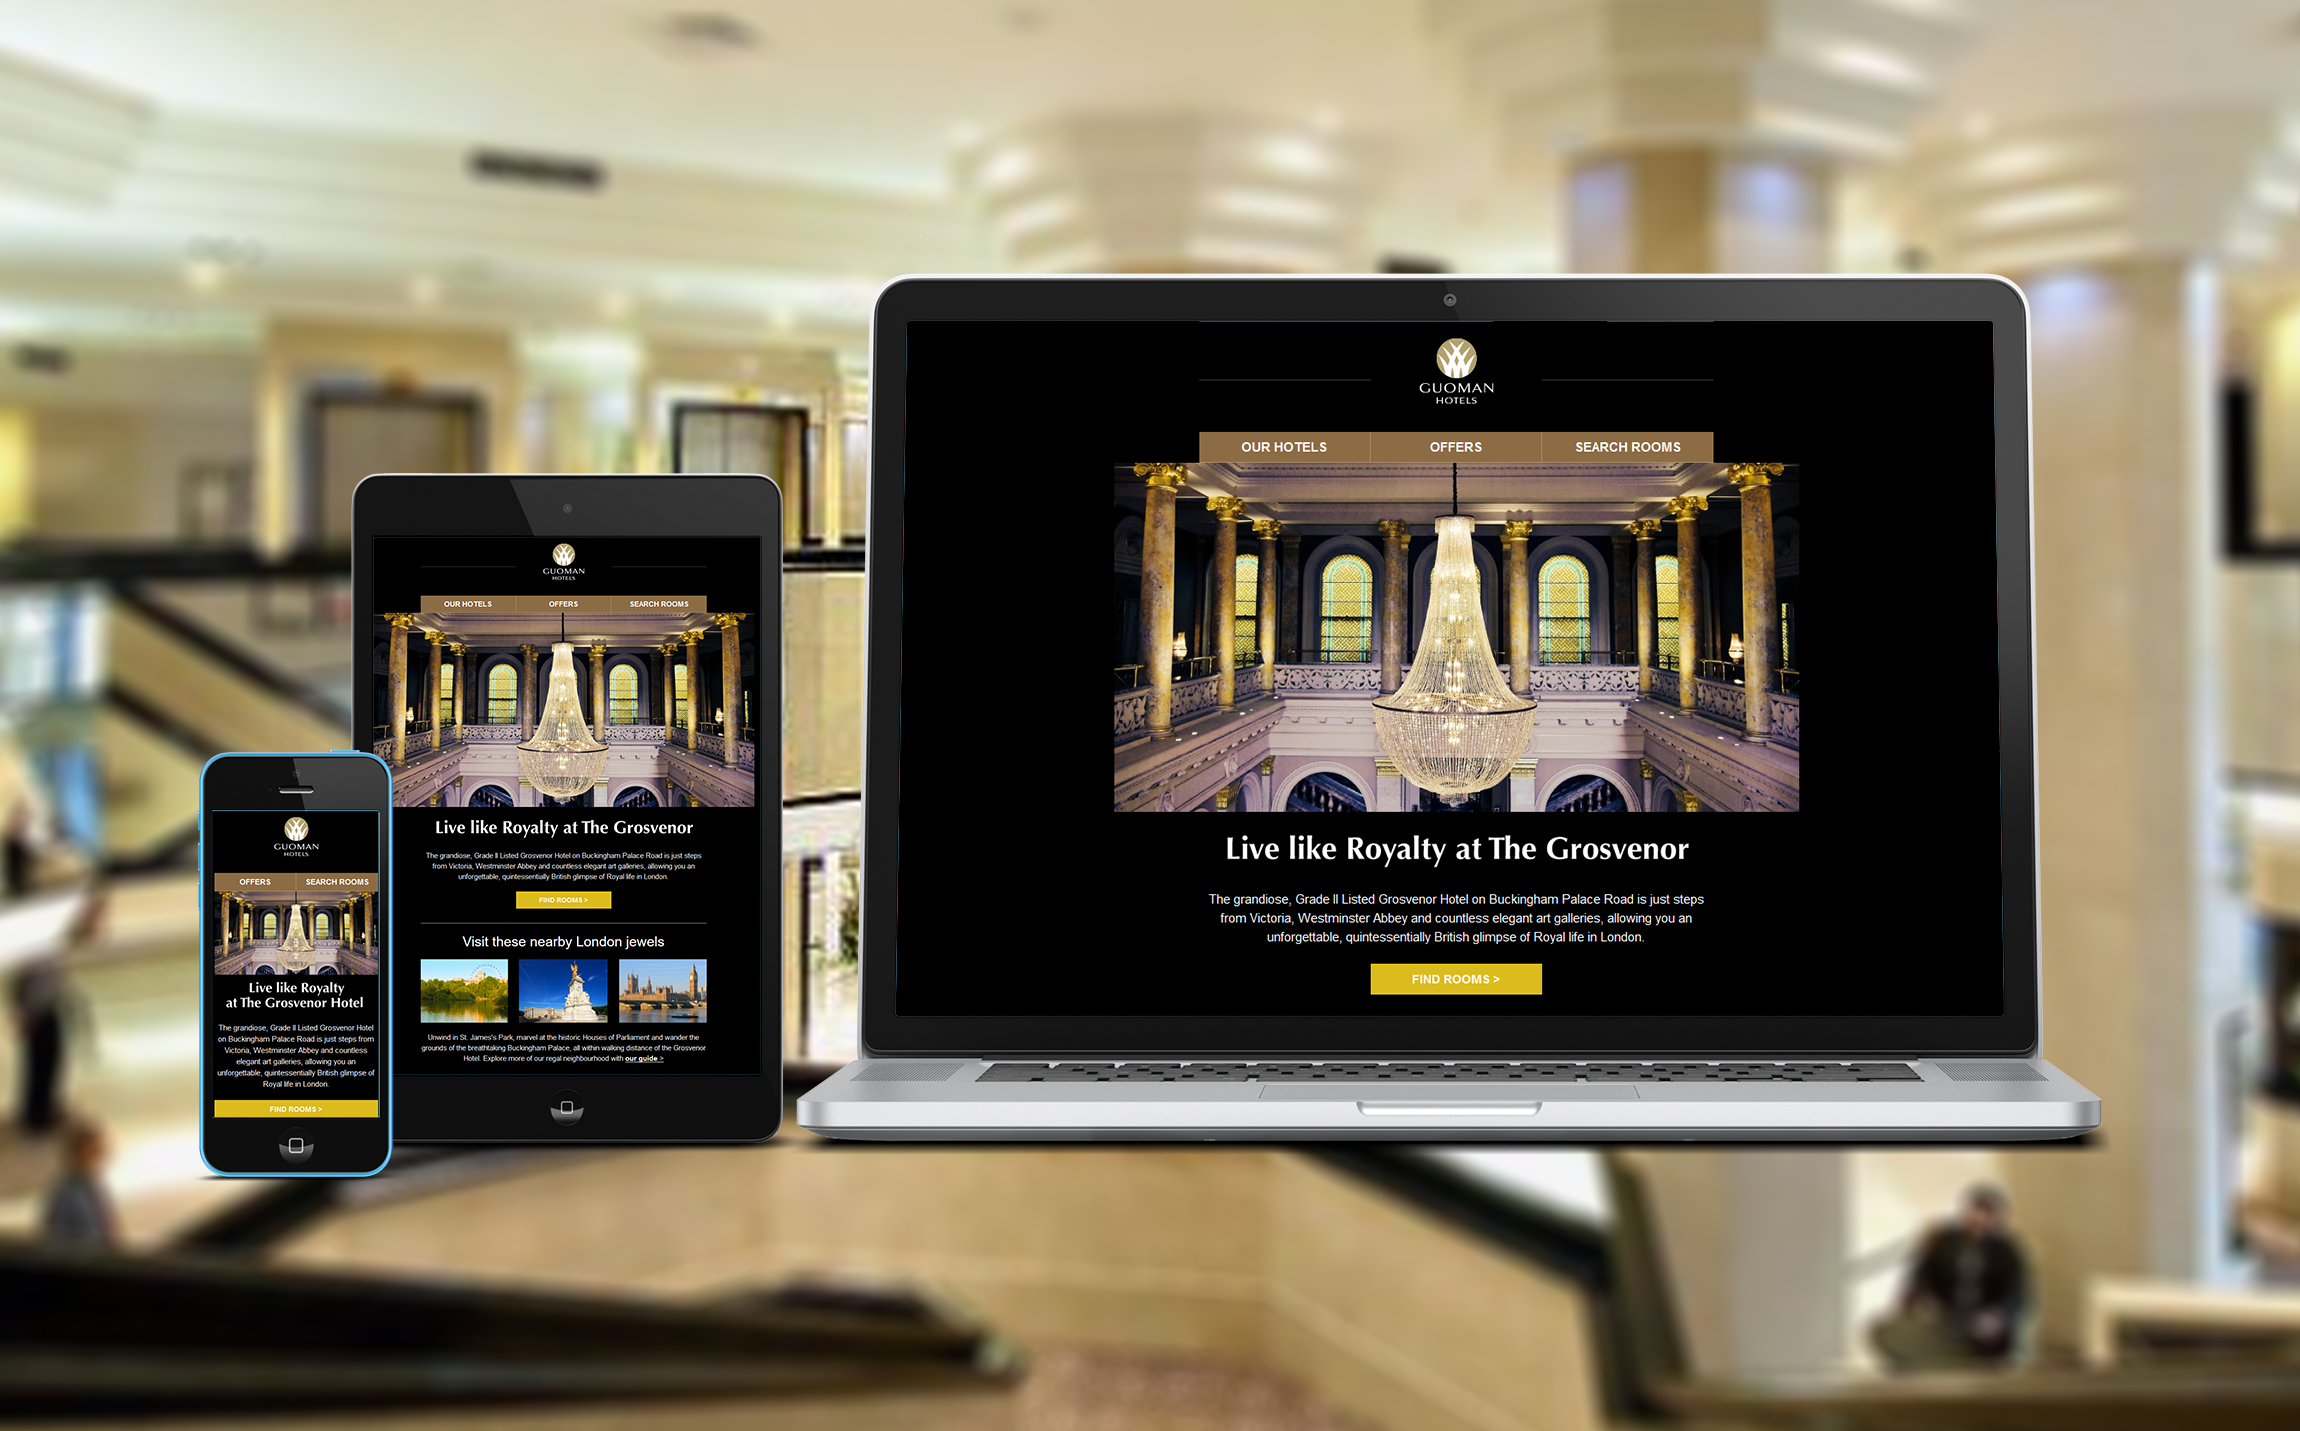 GUOMAN
HOTELS
OUR HOTELS OFFERS SEARCH ROOMS
Live like Royalty at The Grosvenor
The grandiose, Grade II Listed Grosvenor Hotel on Buckingham Palace Road is just steps
from Victoria, Westminster Abbey and countless elegant art galleries, allowing you an
unforgettable, quintessentially British glimpse of Royal life in London.
FIND ROOMS >
GUOMAN
HOTELS
OUR HOTELS OFFERS SEARCH ROOMS
Live like Royalty at The Grosvenor
The grandiose, Grade II Listed Grosvenor Hotel on Buckingham Palace Road is just steps
from Victoria, Westminster Abbey and countless elegant art galleries, allowing you an
unforgettable, quintessentially British glimpse of Royal life in London.
FIND ROOMS >
Visit these nearby London jewels
Unwind in St. James's Park, marvel at the historic Houses of Parliament and wander the
grounds of the breathtaking Buckingham Palace, all within walking distance of the Grosvenor
Hotel. Explore more of our regal neighbourhood with our guide >
GUOMAN
HOTELS
OFFERS SEARCH ROOMS
Live like Royalty
at The Grosvenor Hotel
The grandiose, Grade II Listed Grosvenor Hotel
on Buckingham Palace Road is just steps from
Victoria, Westminster Abbey and countless
elegant art galleries, allowing you an
unforgettable, quintessentially British glimpse of
Royal life in London.
FIND ROOMS >